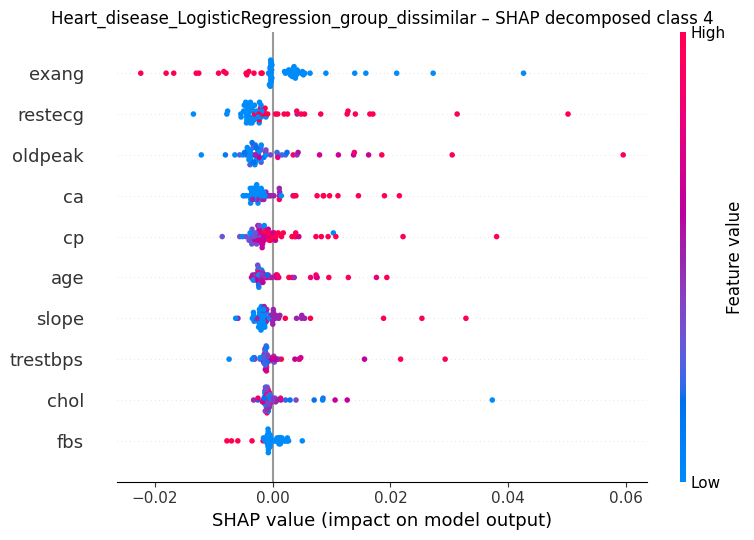 Heart_disease_LogisticRegression_group_dissimilar – SHAP decomposed class 4
High
exang
restecg
oldpeak
ca
cp
age
slope
trestbps
chol
fbs
Feature value
Low
−0.02 0.00 0.02 0.04 0.06
SHAP value (impact on model output)